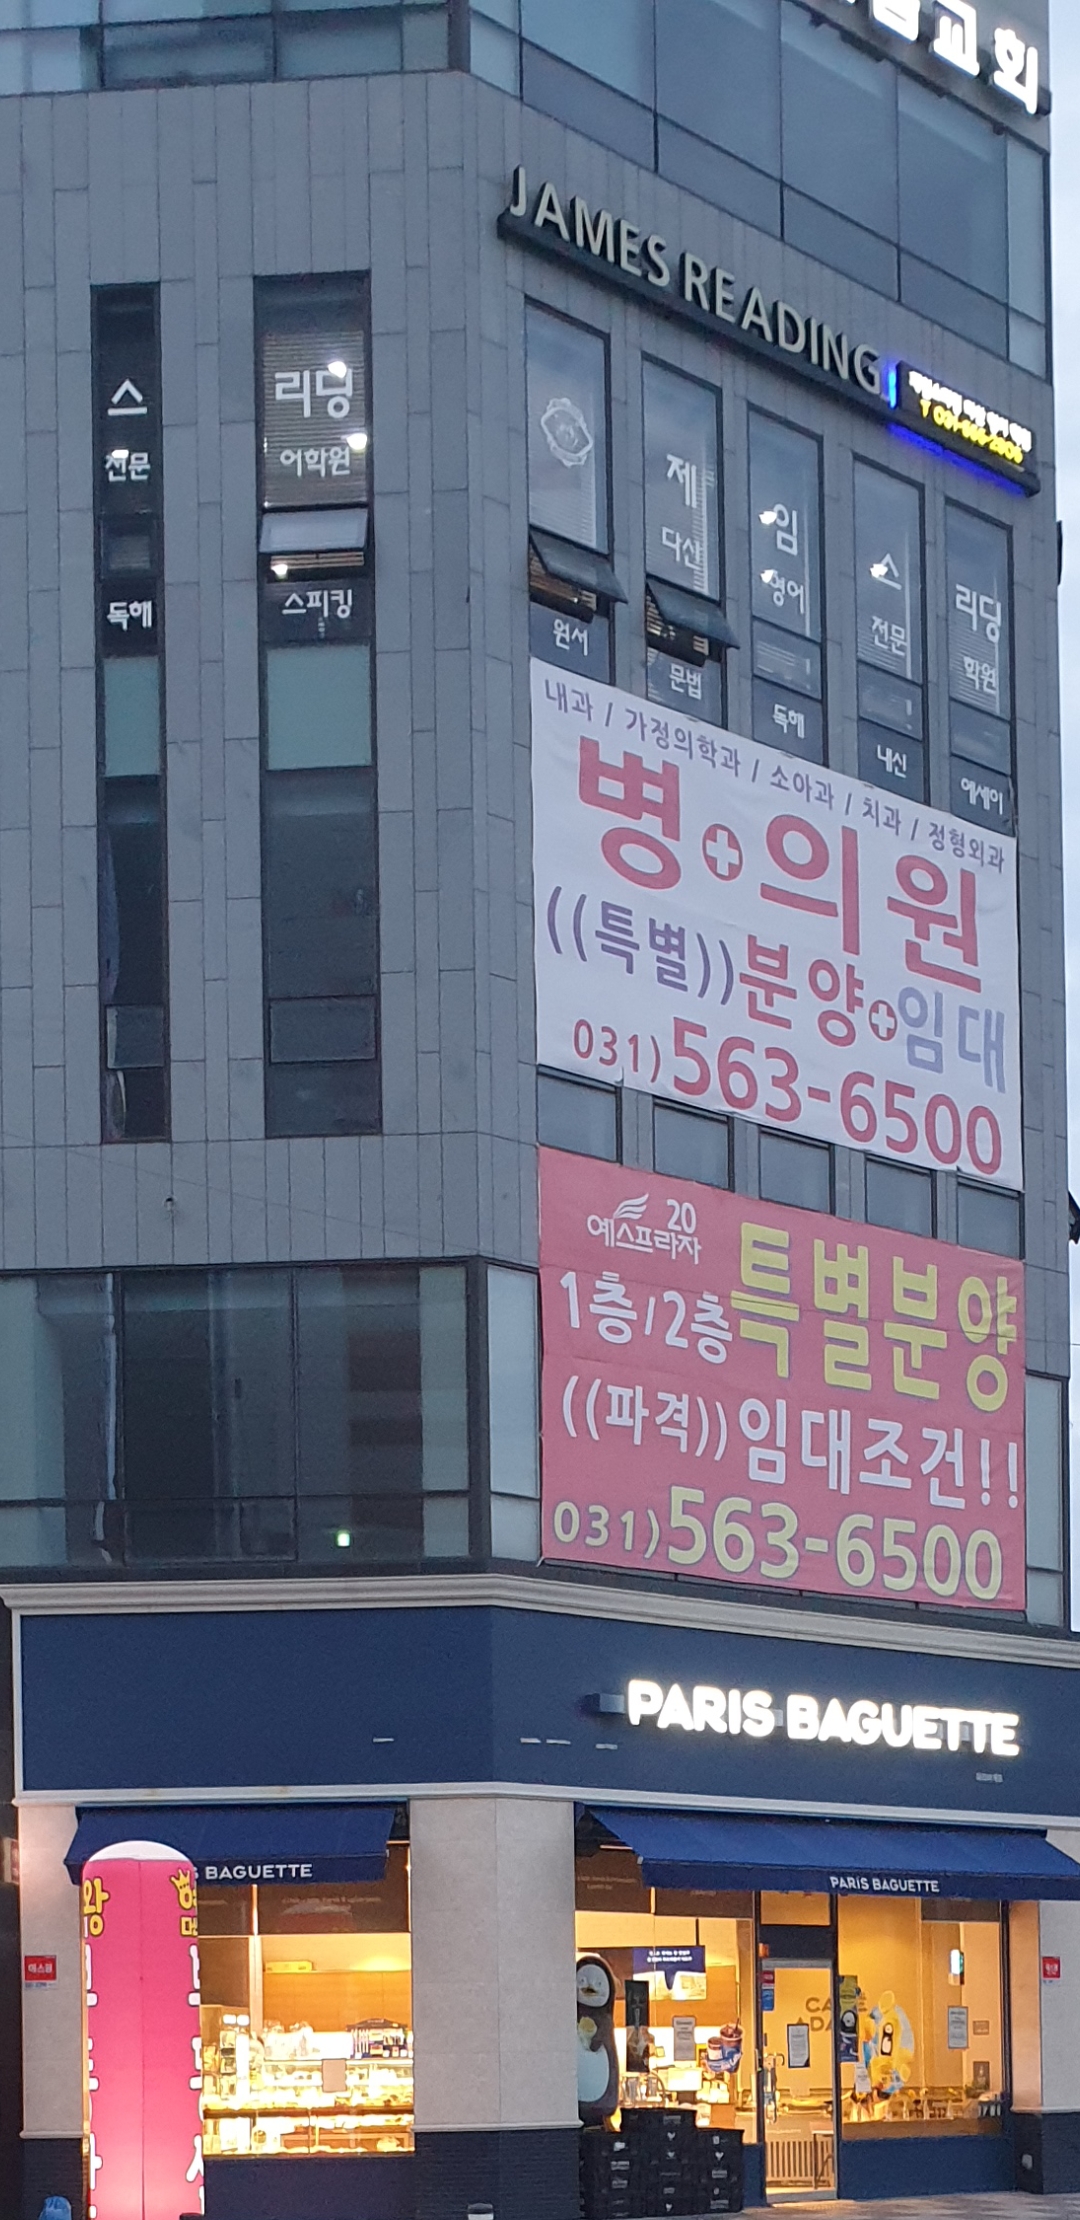 교회
JAMES READING
스
전문
독해
리딩
어학원
스피킹
제 임 스 리딩
다산 영어 전문 학원
원서 문법 독해 내신 에세이
내과 / 가정의학과 / 소아과 / 치과 / 정형외과
병+의원
((특별))분양+임대
031)563-6500
예스프라자 20
1층/2층 특별분양
((파격))임대조건!!
031)563-6500
PARIS BAGUETTE
BAGUETTE
PARIS BAGUETTE
왕